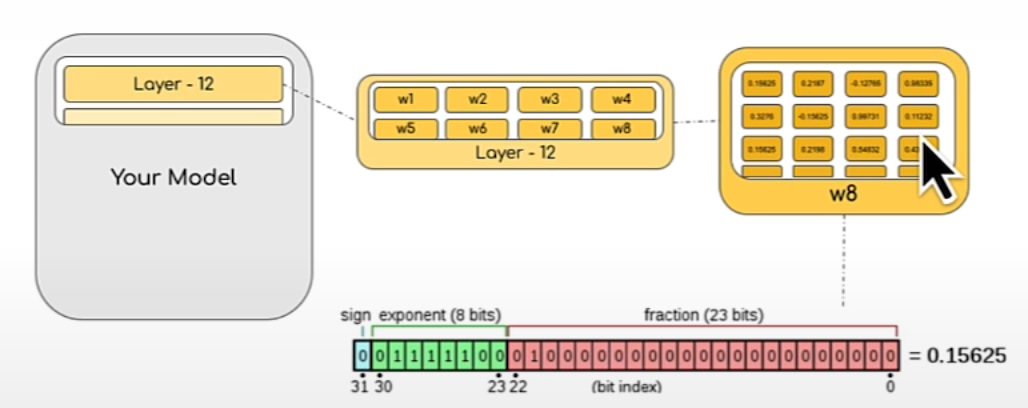 Layer - 12
Your Model
w1 w2 w3 w4
w5 w6 w7 w8
Layer - 12
0.15625 0.2187 -0.12765 0.98335
0.3276 -0.15625 0.99731 0.11232
0.15625 0.2198 0.54832
w8
sign exponent (8 bits) fraction (23 bits)
0 0 1 1 1 1 1 0 0 0 1 0 0 0 0 0 0 0 0 0 0 0 0 0 0 0 0 0 0 0 0 0 = 0.15625
31 30 23 22 (bit index) 0